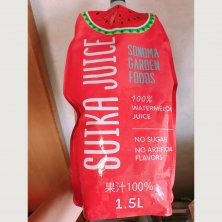 SUIKA JUICE
SONOMA
GARDEN
FOODS
100%
WATERMELON
JUICE
NO SUGAR
NO ARTIFICIAL
FLAVORS
果汁100%
1.5L